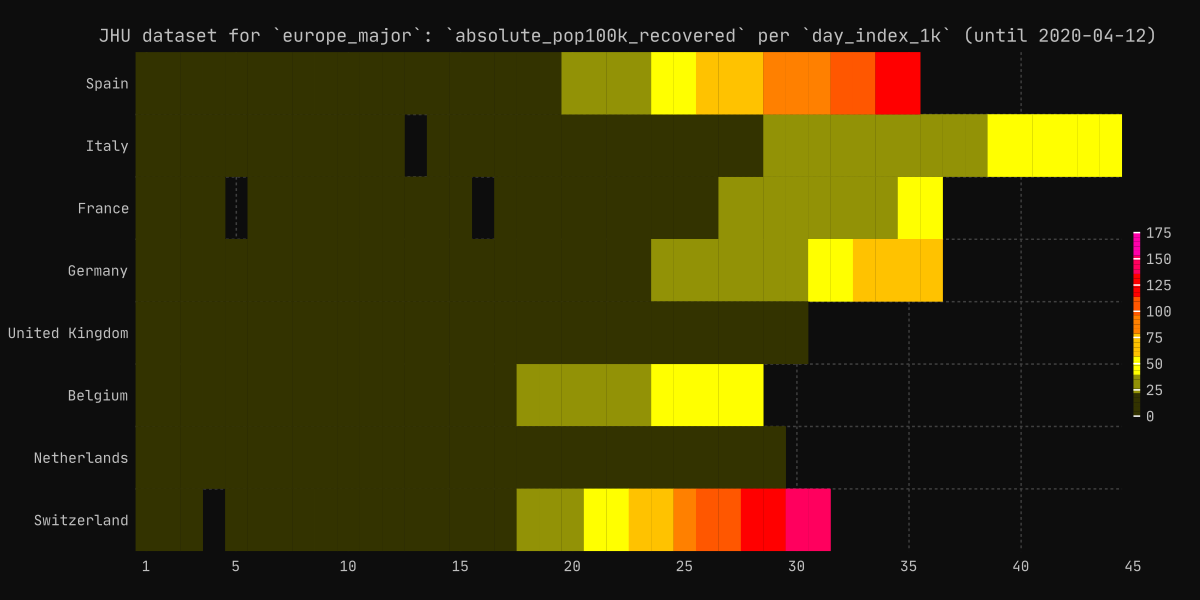 JHU dataset for `europe_major`: `absolute_pop100k_recovered` per `day_index_1k` (until 2020-04-12)
Spain
Italy
France
Germany
United Kingdom
Belgium
Netherlands
Switzerland
175
150
125
100
75
50
25
0
1 5 10 15 20 25 30 35 40 45